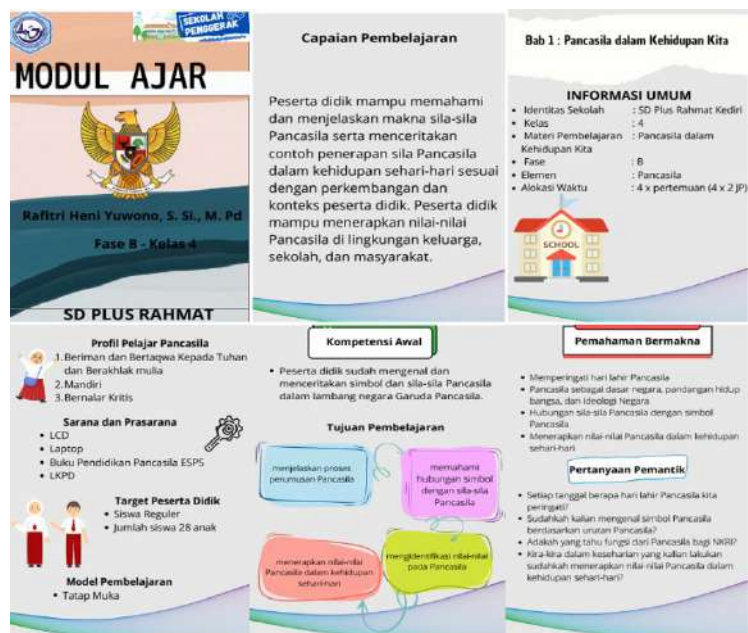 SEKOLAH
PENGGERAK
MODUL AJAR
Rafitri Heni Yuwono, S. Si., M. Pd
Fase B - Kelas 4
SD PLUS RAHMAT
Capaian Pembelajaran
Peserta didik mampu memahami
dan menjelaskan makna sila-sila
Pancasila serta menceritakan
contoh penerapan sila Pancasila
dalam kehidupan sehari-hari sesuai
dengan perkembangan dan
konteks peserta didik. Peserta didik
mampu menerapkan nilai-nilai
Pancasila di lingkungan keluarga,
sekolah, dan masyarakat.
Bab 1 : Pancasila dalam Kehidupan Kita
INFORMASI UMUM
• Identitas Sekolah : SD Plus Rahmat Kediri
• Kelas : 4
• Materi Pembelajaran : Pancasila dalam
Kehidupan Kita
• Fase : B
• Elemen : Pancasila
• Alokasi Waktu : 4 x pertemuan (4 x 2 JP)
SCHOOL
Profil Pelajar Pancasila
1. Beriman dan Bertaqwa Kepada Tuhan
dan Berakhlak mulia
2. Mandiri
3. Bernalar Kritis
Sarana dan Prasarana
• LCD
• Laptop
• Buku Pendidikan Pancasila ESPS
• LKPD
Target Peserta Didik
• Siswa Reguler
• Jumlah siswa 28 anak
Model Pembelajaran
• Tatap Muka
Kompetensi Awal
• Peserta didik sudah mengenal dan
menceritakan simbol dan sila-sila Pancasila
dalam lambang negara Garuda Pancasila.
Tujuan Pembelajaran
menjelaskan proses
perumusan Pancasila
memahami
hubungan simbol
dengan sila-sila
Pancasila
menerapkan nilai-nilai
Pancasila dalam kehidupan
sehari-hari
mengidentifikasi nilai-nilai
pada Pancasila
Pemahaman Bermakna
• Memperingati hari lahir Pancasila
• Pancasila sebagai dasar negara, pandangan hidup
bangsa, dan Ideologi Negara
• Hubungan sila-sila Pancasila dengan simbol
Pancasila
• Menerapkan nilai-nilai Pancasila dalam kehidupan
sehari-hari
Pertanyaan Pemantik
• Setiap tanggal berapa hari lahir Pancasila kita
peringati?
• Sudahkah kalian mengenal simbol Pancasila
berdasarkan urutan Pancasila?
• Adakah yang tahu fungsi dari Pancasila bagi NKRI?
• Kira-kira dalam keseharian yang kalian lakukan
sudahkah menerapkan nilai-nilai Pancasila dalam
kehidupan sehari-hari?